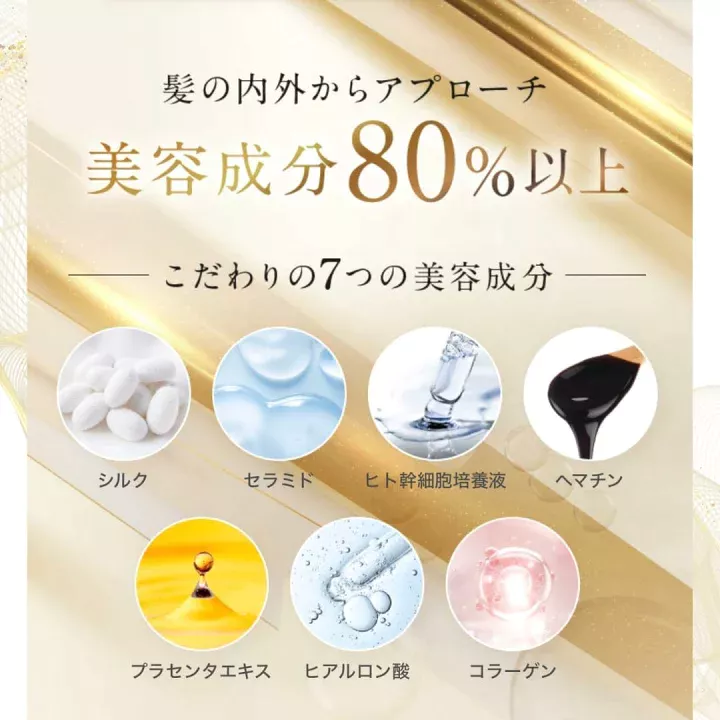 髪の内外からアプローチ
美容成分80%以上
こだわりの7つの美容成分
シルク
セラミド
ヒト幹細胞培養液
ヘマチン
プラセンタエキス
ヒアルロン酸
コラーゲン